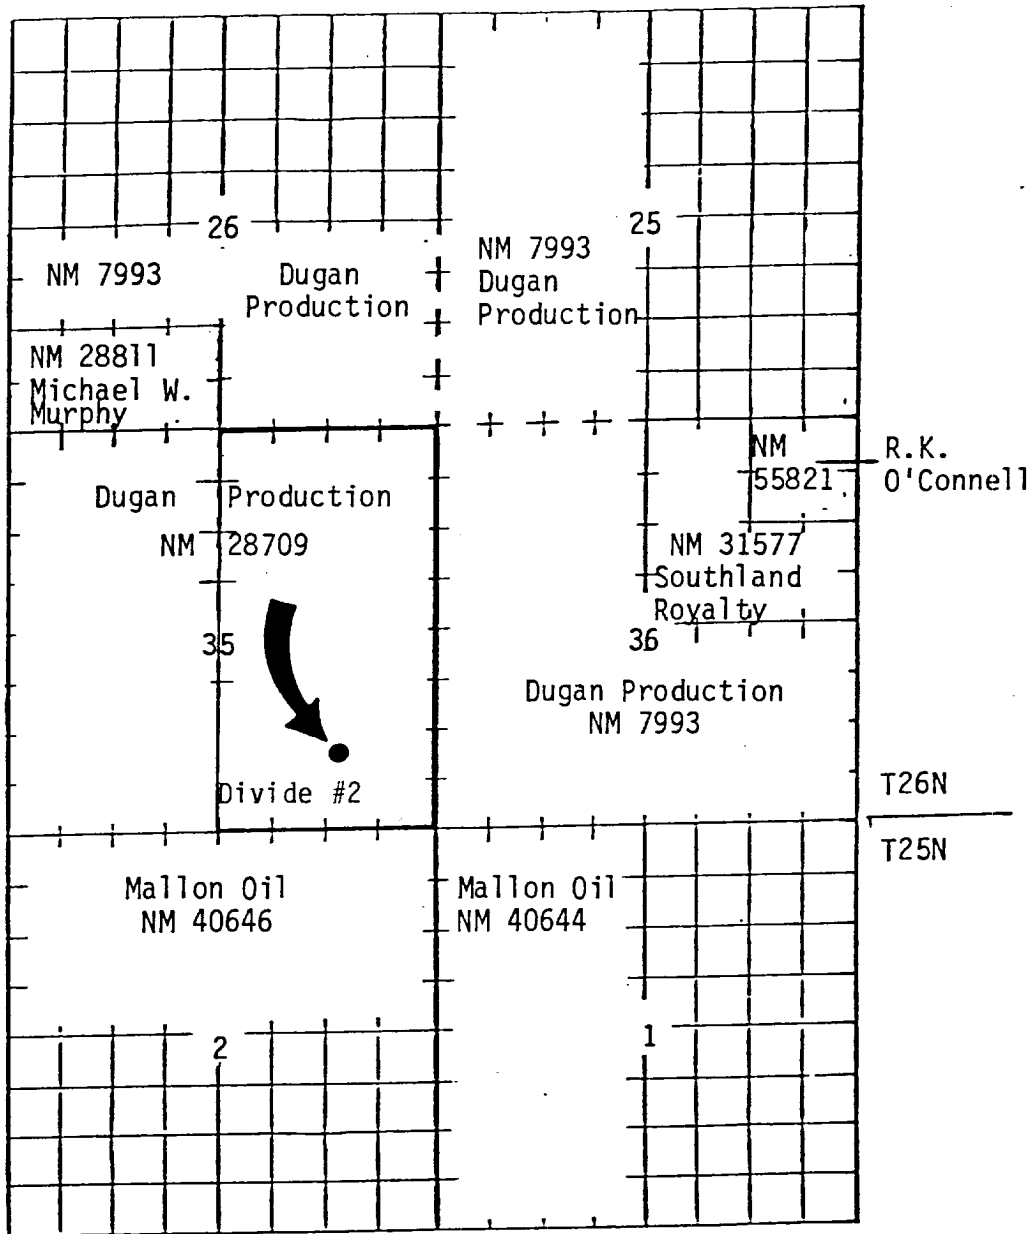 26
25
NM 7993
Dugan
Production
NM 7993
Dugan
Production
NM 28811
Michael W.
Murphy
NM
55821
R.K.
O'Connell
Dugan Production
NM 28709
NM 31577
Southland
Royalty
35
36
Dugan Production
NM 7993
Divide #2
T26N
T25N
Mallon Oil
NM 40646
Mallon Oil
NM 40644
2
1